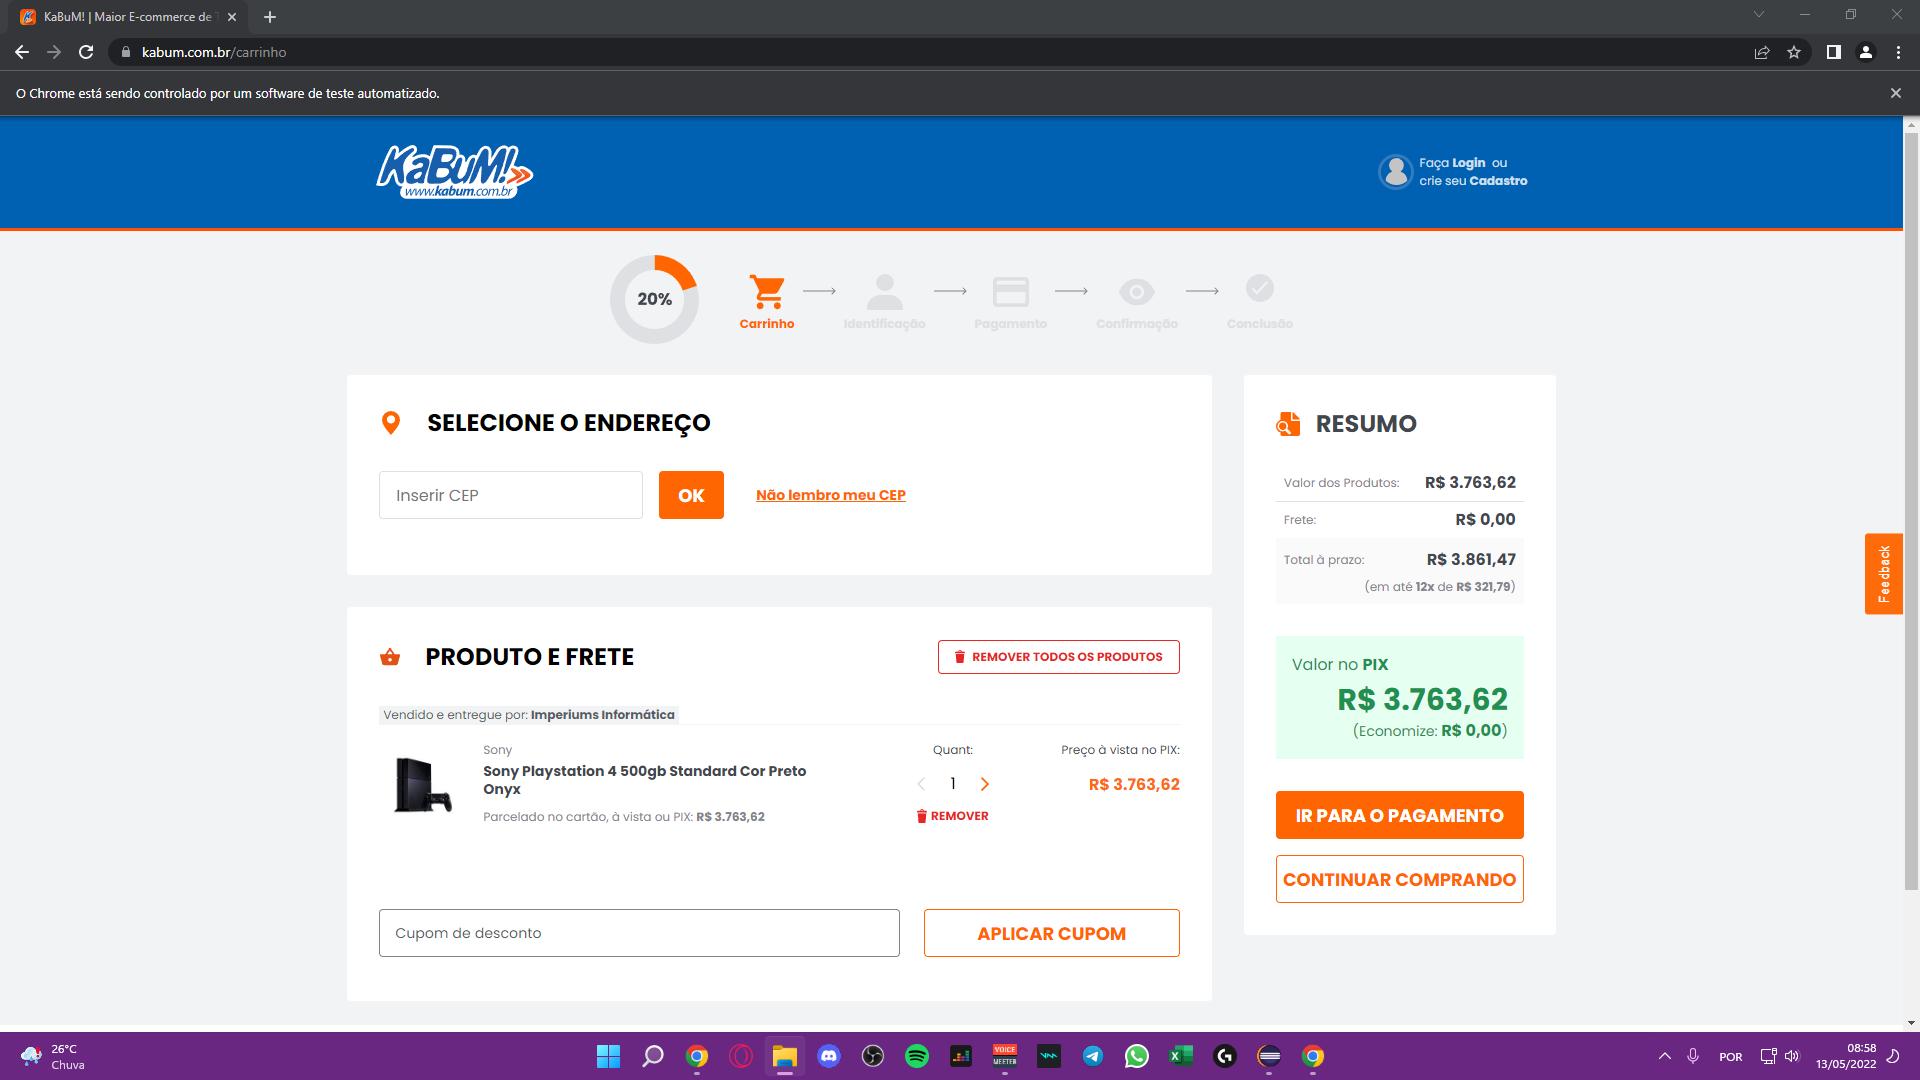 KaBuM! | Maior E-commerce de T
kabum.com.br/carrinho
O Chrome está sendo controlado por um software de teste automatizado.
KaBuM!
www.kabum.com.br
Faça Login ou
crie seu Cadastro
20%
Carrinho
Identificação
Pagamento
Confirmação
Conclusão
SELECIONE O ENDEREÇO
Inserir CEP
OK
Não lembro meu CEP
RESUMO
Valor dos Produtos: R$ 3.763,62
Frete: R$ 0,00
Total à prazo: R$ 3.861,47
(em até 12x de R$ 321,79)
Valor no PIX
R$ 3.763,62
(Economize: R$ 0,00)
IR PARA O PAGAMENTO
CONTINUAR COMPRANDO
Feedback
PRODUTO E FRETE
REMOVER TODOS OS PRODUTOS
Vendido e entregue por: Imperiums Informática
Sony
Sony Playstation 4 500gb Standard Cor Preto
Onyx
Parcelado no cartão, à vista ou PIX: R$ 3.763,62
Quant:
1
REMOVER
Preço à vista no PIX:
R$ 3.763,62
Cupom de desconto
APLICAR CUPOM
26°C
Chuva
VOICE
MEETER
POR
08:58
13/05/2022